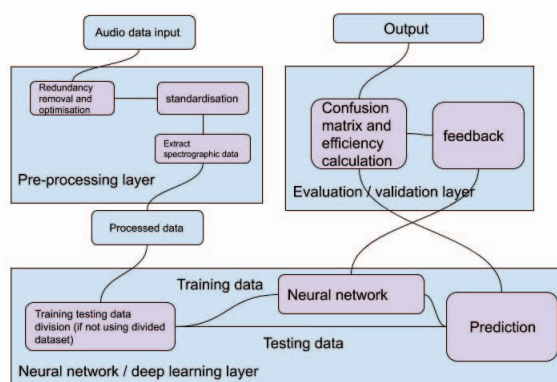 Audio data input
Redundancy
removal and
optimisation
standardisation
Extract
spectrographic data
Pre-processing layer
Processed data
Output
Confusion
matrix and
efficiency
calculation
feedback
Evaluation / validation layer
Training data
Neural network
Training testing data
division (if not using divided
dataset)
Testing data
Prediction
Neural network / deep learning layer